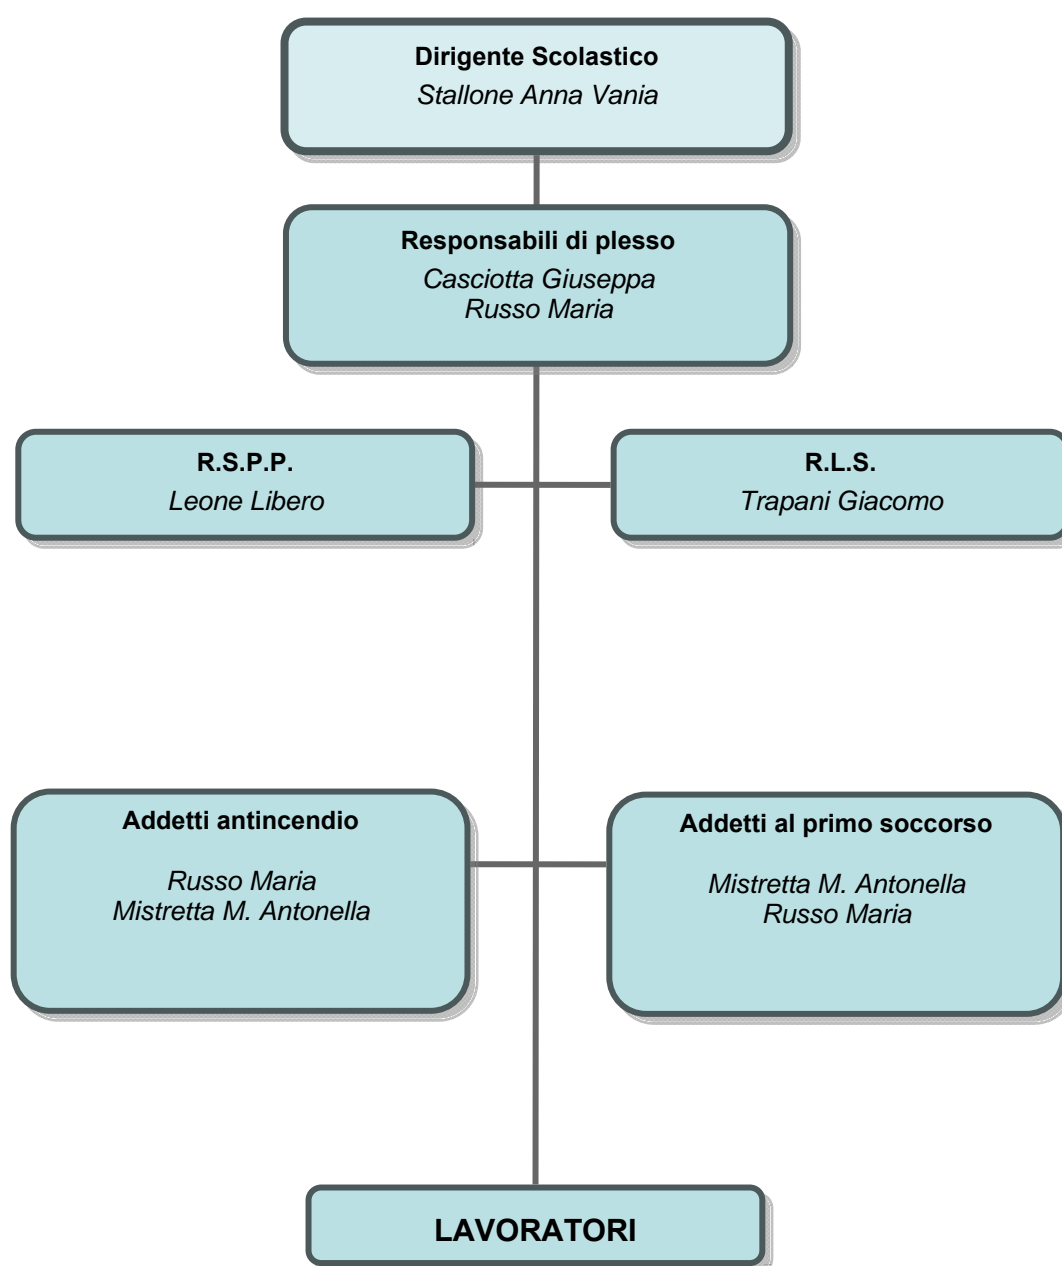 Dirigente Scolastico
Stallone Anna Vania
Responsabili di plesso
Casciotta Giuseppa
Russo Maria
R.S.P.P.
Leone Libero
R.L.S.
Trapani Giacomo
Addetti antincendio
Russo Maria
Mistretta M. Antonella
Addetti al primo soccorso
Mistretta M. Antonella
Russo Maria
LAVORATORI